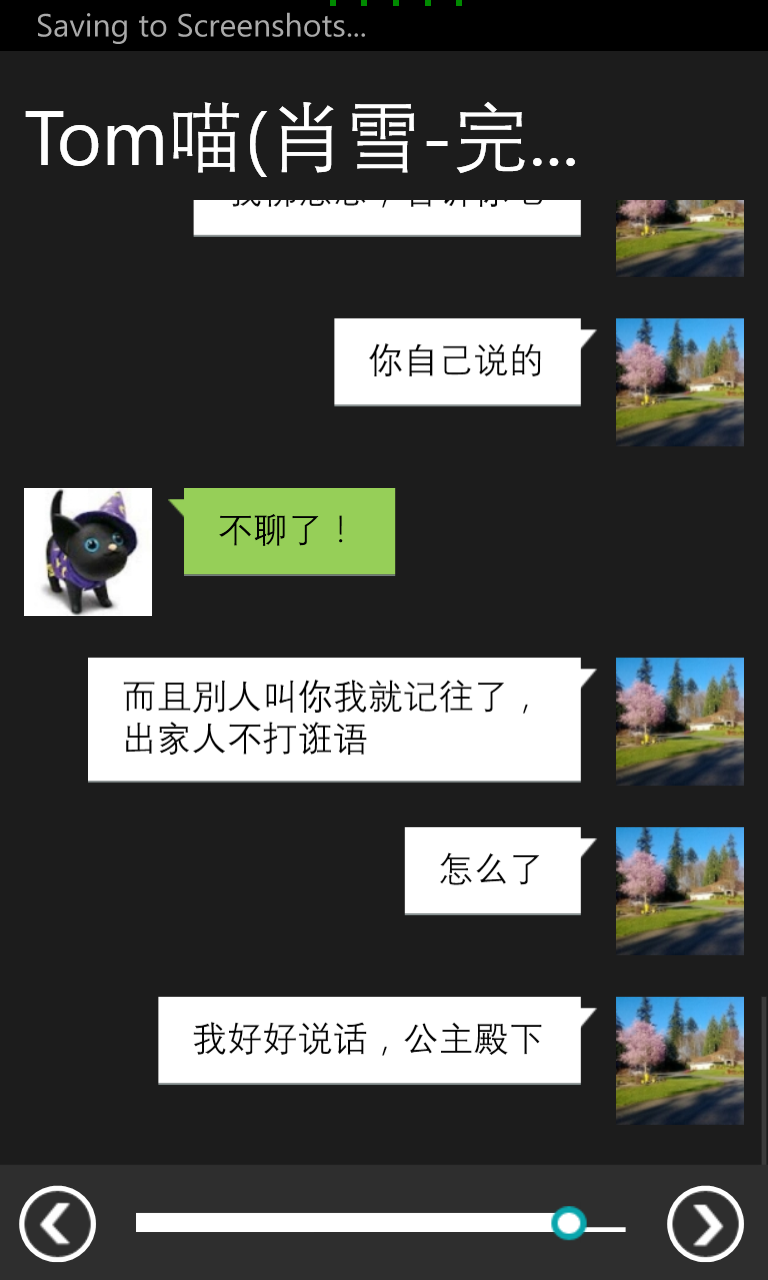 Saving to Screenshots...
Tom喵(肖雪-完...
你自己说的
不聊了！
而且別人叫你我就记往了，
出家人不打诳语
怎么了
我好好说话，公主殿下